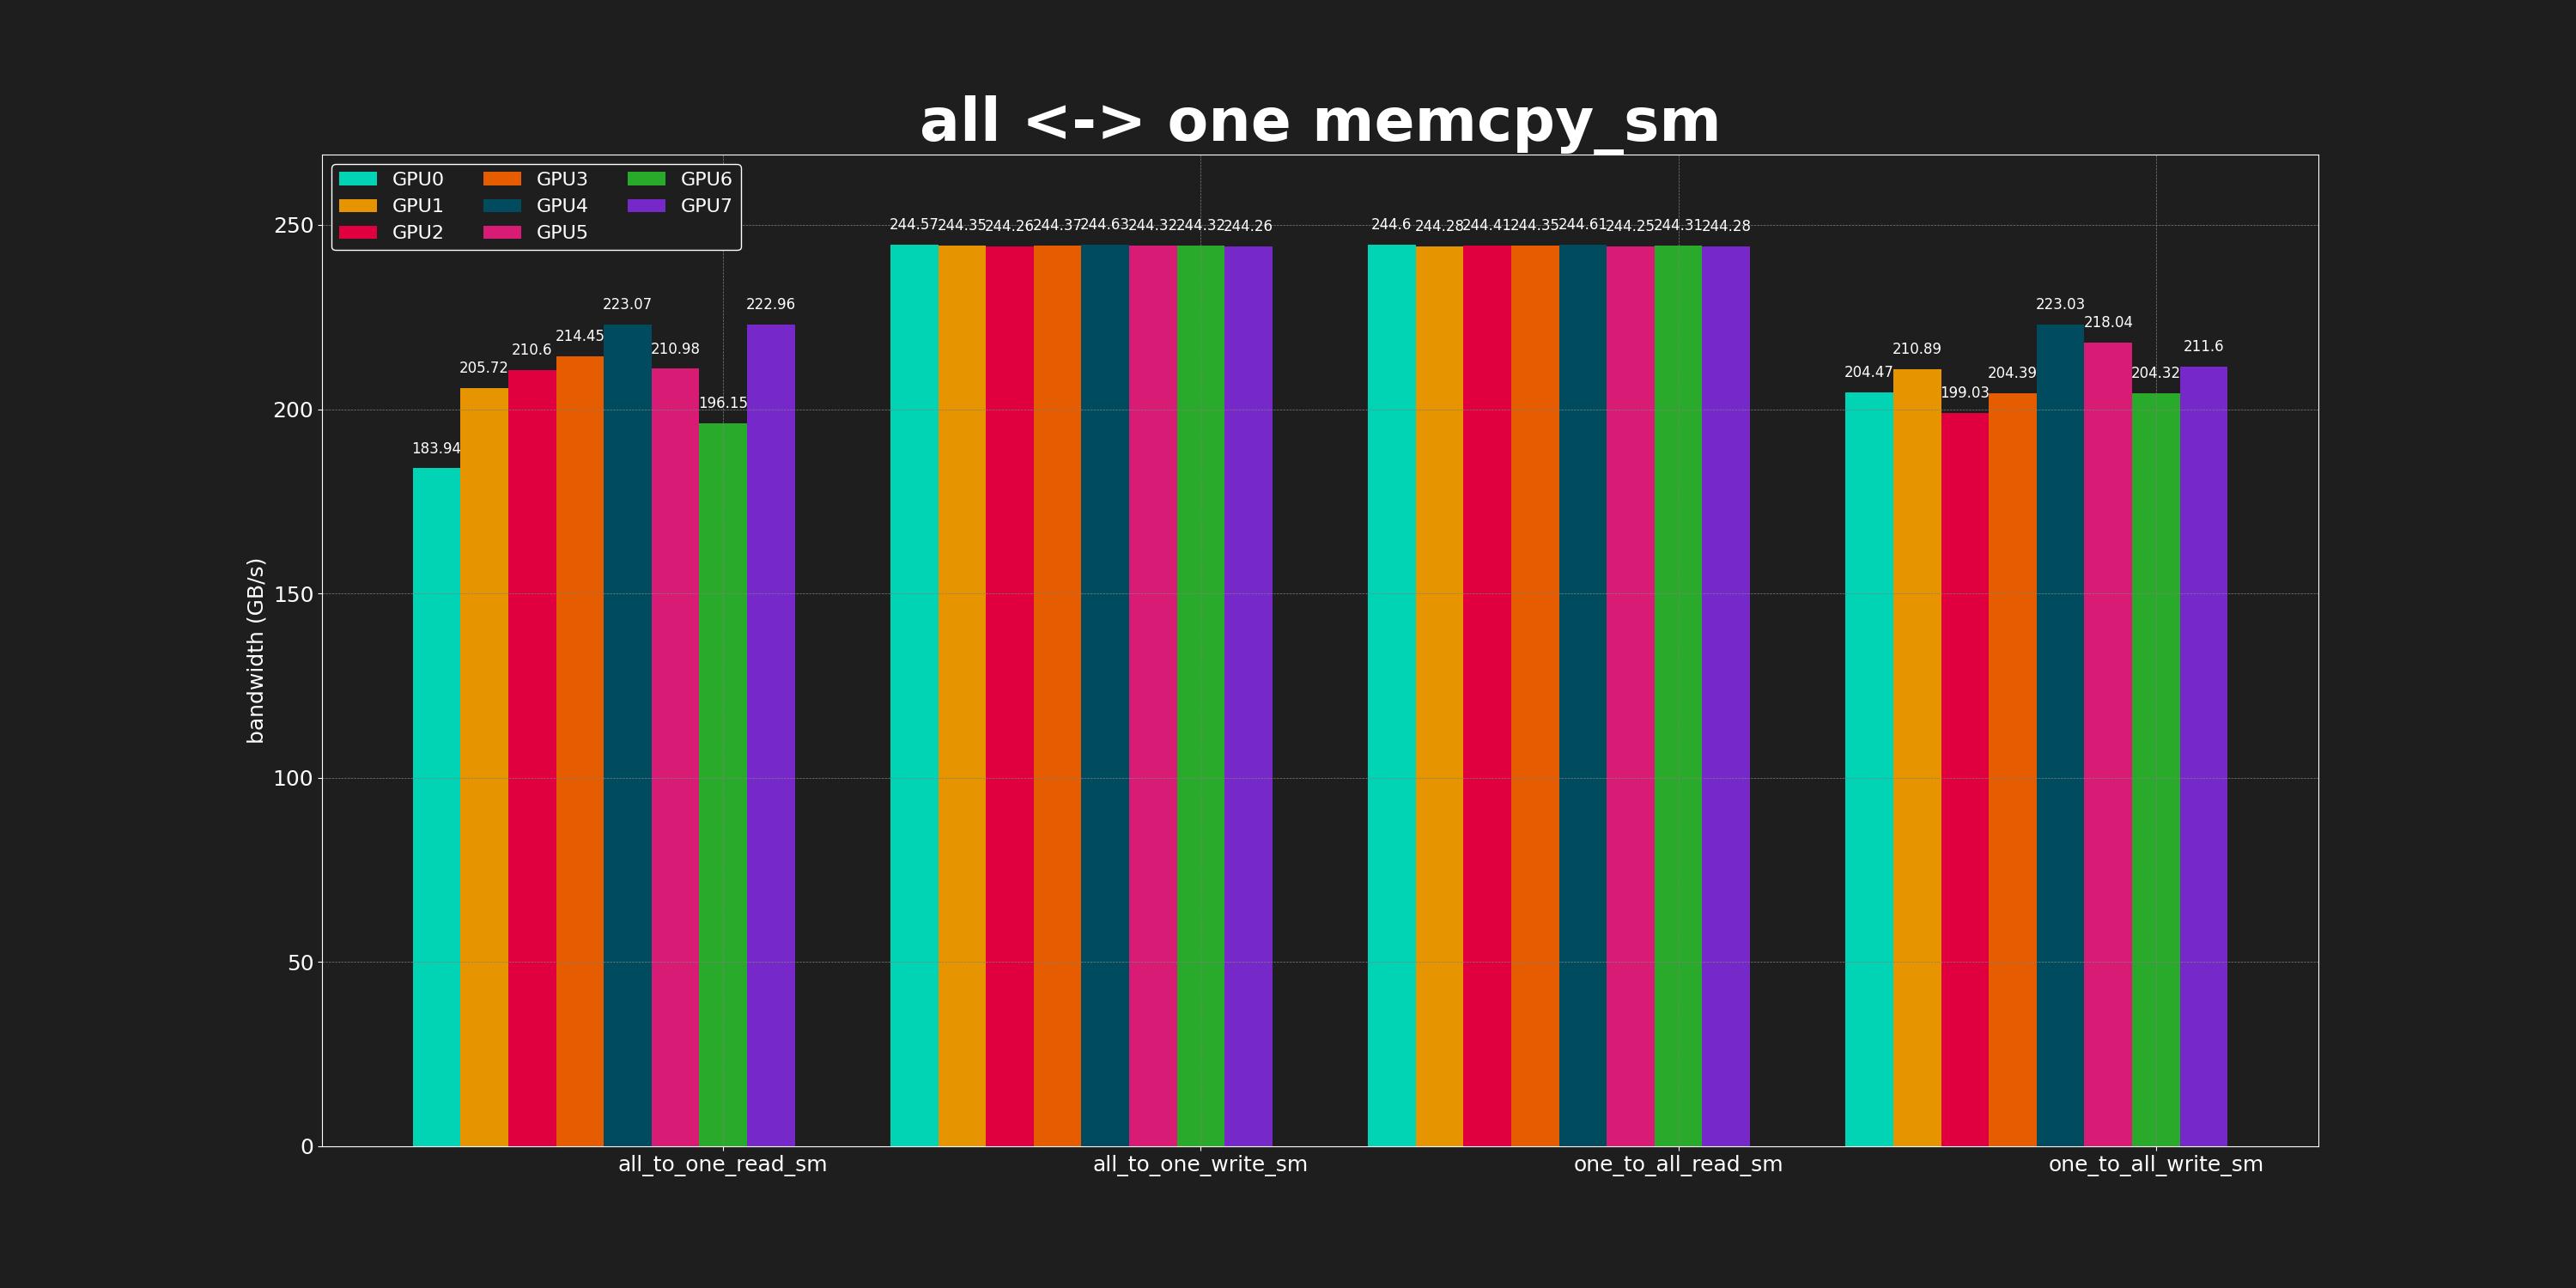 all <-> one memcpy_sm
GPU0 GPU3 GPU6
GPU1 GPU4 GPU7
GPU2 GPU5
bandwidth (GB/s)
250
200
150
100
50
0
183.94 205.72 210.6 214.45 223.07 210.98 196.15 222.96
244.57 244.35 244.26 244.37 244.63 244.32 244.32 244.26
244.6 244.28 244.41 244.35 244.61 244.25 244.31 244.28
204.47 210.89 199.03 204.39 223.03 218.04 204.32 211.6
all_to_one_read_sm all_to_one_write_sm one_to_all_read_sm one_to_all_write_sm